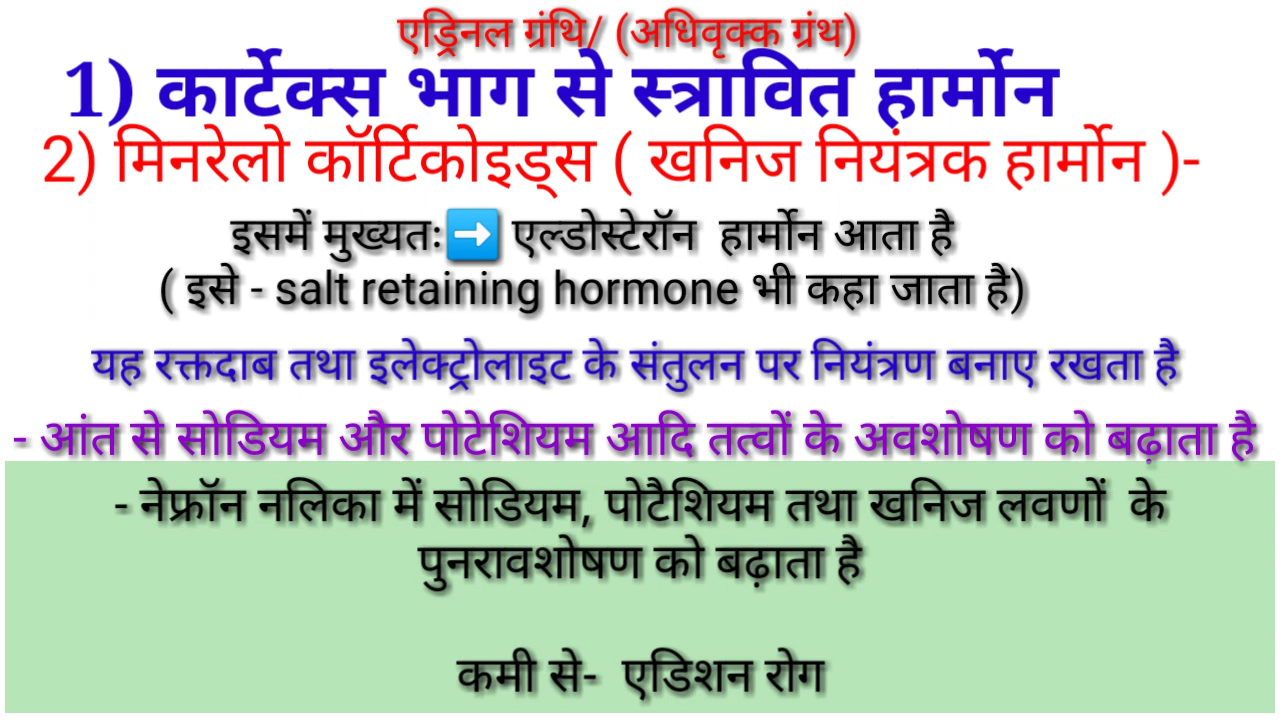 एड्रिनल ग्रंथि/ (अधिवृक्क ग्रंथ)
1) कार्टेक्स भाग से स्त्रावित हार्मोन
2) मिनरेलो कॉर्टिकोइड्स ( खनिज नियंत्रक हार्मोन )-
इसमें मुख्यतः➡ एल्डोस्टेरॉन हार्मोन आता है
( इसे - salt retaining hormone भी कहा जाता है)
यह रक्तदाब तथा इलेक्ट्रोलाइट के संतुलन पर नियंत्रण बनाए रखता है
- आंत से सोडियम और पोटेशियम आदि तत्वों के अवशोषण को बढ़ाता है
- नेफ्रॉन नलिका में सोडियम, पोटैशियम तथा खनिज लवणों के
पुनरावशोषण को बढ़ाता है
कमी से- एडिशन रोग